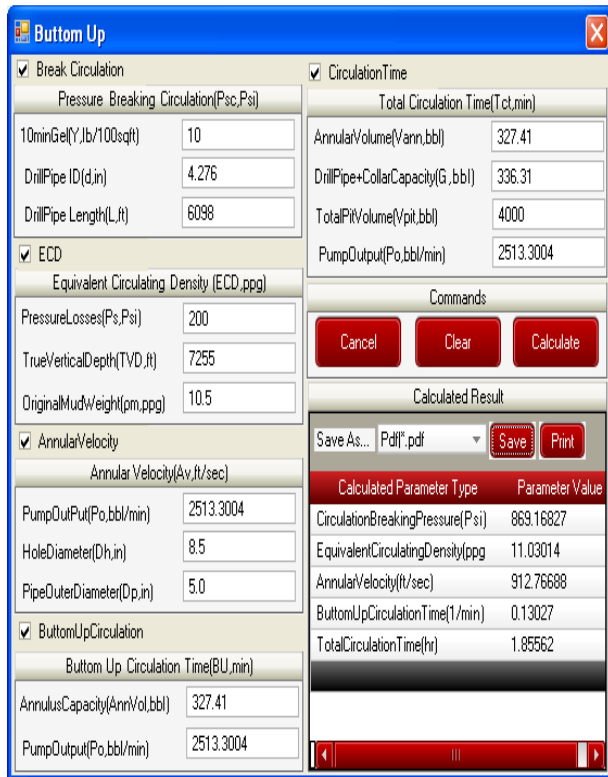 Buttom Up
Break Circulation
Pressure Breaking Circulation(Psc,Psi)
10minGel(Y,lb/100sqft) 10
DrillPipe ID(d,in) 4.276
DrillPipe Length(L,ft) 6098
ECD
Equivalent Circulating Density (ECD,ppg)
PressureLosses(Ps,Psi) 200
TrueVerticalDepth(TVD,ft) 7255
OriginalMudWeight(pm,ppg) 10.5
AnnularVelocity
Annular Velocity(Av,ft/sec)
PumpOutPut(Po,bbl/min) 2513.3004
HoleDiameter(Dh,in) 8.5
PipeOuterDiameter(Dp,in) 5.0
ButtomUpCirculation
Buttom Up Circulation Time(BU,min)
AnnulusCapacity(AnnVol,bbl) 327.41
PumpOutput(Po,bbl/min) 2513.3004
CirculationTime
Total Circulation Time(Tct,min)
AnnularVolume(Vann,bbl) 327.41
DrillPipe+CollarCapacity(G,bbl) 336.31
TotalPitVolume(Vpit,bbl) 4000
PumpOutput(Po,bbl/min) 2513.3004
Commands
Cancel Clear Calculate
Calculated Result
Save As... Pdf|*.pdf Save Print
Calculated Parameter Type Parameter Value
CirculationBreakingPressure(Psi) 869.16827
EquivalentCirculatingDensity(ppg 11.03014
AnnularVelocity(ft/sec) 912.76688
ButtomUpCirculationTime(1/min) 0.13027
TotalCirculationTime(hr) 1.85562